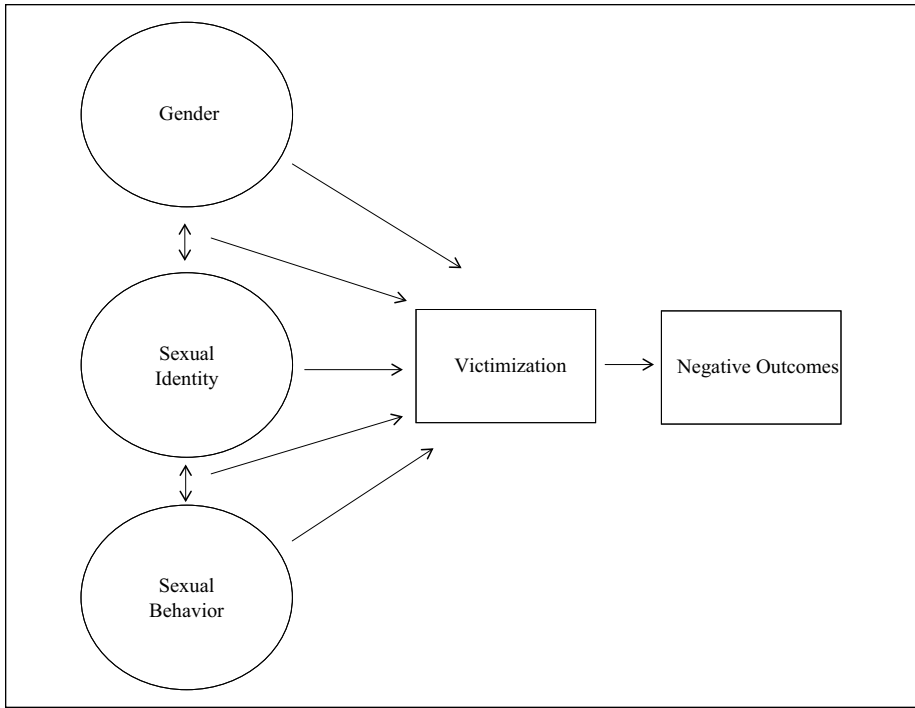 Gender
Sexual
Identity
Victimization
Negative Outcomes
Sexual
Behavior